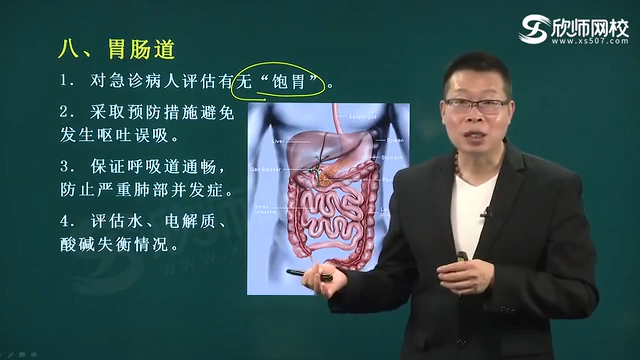 欣师网校
www.xs507.com
八、胃肠道
1. 对急诊病人评估有无“饱胃”。
2. 采取预防措施避免
发生呕吐误吸。
3. 保证呼吸道通畅，
防止严重肺部并发症。
4. 评估水、电解质、
酸碱失衡情况。
Liver
Stomach
Small